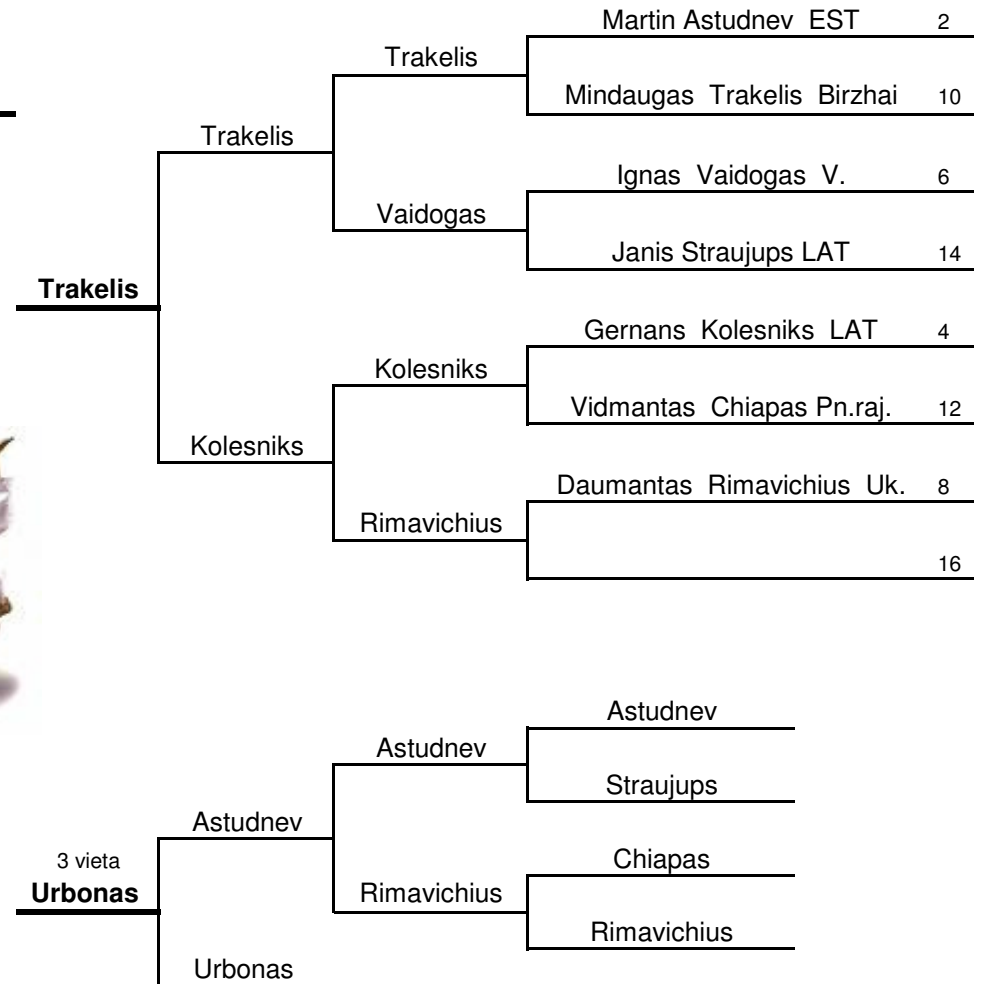 Martin Astudnev EST 2
Trakelis
Mindaugas Trakelis Birzhai 10
Trakelis
Ignas Vaidogas V. 6
Vaidogas
Janis Straujups LAT 14
Trakelis
Gernans Kolesniks LAT 4
Kolesniks
Vidmantas Chiapas Pn.raj. 12
Kolesniks
Daumantas Rimavichius Uk. 8
Rimavichius
16
Astudnev
Astudnev
Straujups
Astudnev
3 vieta
Chiapas
Urbonas
Rimavichius
Rimavichius
Urbonas